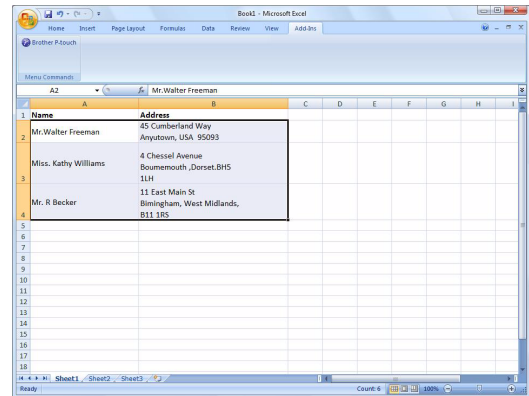 Book1 - Microsoft Excel
Home Insert Page Layout Formulas Data Review View Add-Ins
Brother P-touch
Menu Commands
A2 fx Mr.Walter Freeman
A B C D E F G H I
1 Name Address
2 Mr.Walter Freeman 45 Cumberland Way
Anyutown, USA 95093
3 Miss. Kathy Williams 4 Chessel Avenue
Boumemouth ,Dorset.BH5
1LH
4 Mr. R Becker 11 East Main St
Bimingham, West Midlands,
B11 1RS
5
6
7
8
9
10
11
12
13
14
15
16
17
18
Sheet1 Sheet2 Sheet3
Ready Count: 6 100%